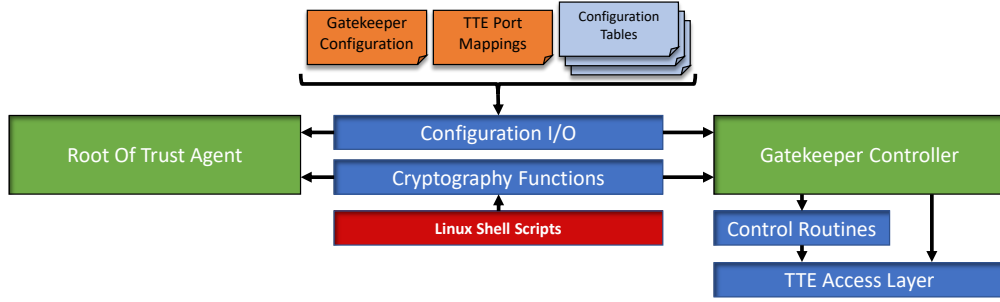 Gatekeeper
Configuration
TTE Port
Mappings
Configuration
Tables
Root Of Trust Agent
Configuration I/O
Gatekeeper Controller
Cryptography Functions
Linux Shell Scripts
Control Routines
TTE Access Layer